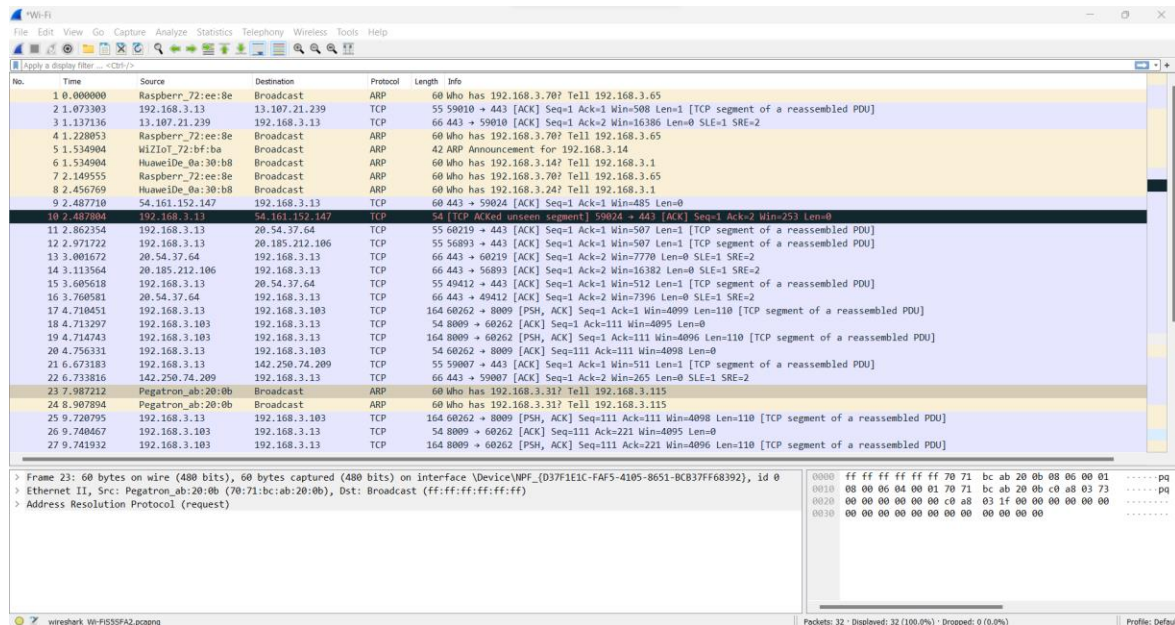 *Wi-Fi
File Edit View Go Capture Analyze Statistics Telephony Wireless Tools Help
Apply a display filter ... <Ctrl-/>
No. Time Source Destination Protocol Length Info
1 0.000000 Raspberr_72:ee:8e Broadcast ARP 60 Who has 192.168.3.70? Tell 192.168.3.65
2 1.073303 192.168.3.13 13.107.21.239 TCP 55 59010 → 443 [ACK] Seq=1 Ack=1 Win=508 Len=1 [TCP segment of a reassembled PDU]
3 1.137136 13.107.21.239 192.168.3.13 TCP 66 443 → 59010 [ACK] Seq=1 Ack=2 Win=16386 Len=0 SLE=1 SRE=2
4 1.228053 Raspberr_72:ee:8e Broadcast ARP 60 Who has 192.168.3.70? Tell 192.168.3.65
5 1.534904 WiZIoT_72:bf:ba Broadcast ARP 42 ARP Announcement for 192.168.3.14
6 1.534904 HuaweiDe_0a:30:b8 Broadcast ARP 60 Who has 192.168.3.14? Tell 192.168.3.1
7 2.149555 Raspberr_72:ee:8e Broadcast ARP 60 Who has 192.168.3.70? Tell 192.168.3.65
8 2.456769 HuaweiDe_0a:30:b8 Broadcast ARP 60 Who has 192.168.3.24? Tell 192.168.3.1
9 2.487710 54.161.152.147 192.168.3.13 TCP 60 443 → 59024 [ACK] Seq=1 Ack=1 Win=485 Len=0
10 2.487804 192.168.3.13 54.161.152.147 TCP 54 [TCP ACKed unseen segment] 59024 → 443 [ACK] Seq=1 Ack=2 Win=253 Len=0
11 2.862354 192.168.3.13 20.54.37.64 TCP 55 60219 → 443 [ACK] Seq=1 Ack=1 Win=507 Len=1 [TCP segment of a reassembled PDU]
12 2.971722 192.168.3.13 20.185.212.106 TCP 55 56893 → 443 [ACK] Seq=1 Ack=1 Win=507 Len=1 [TCP segment of a reassembled PDU]
13 3.001672 20.54.37.64 192.168.3.13 TCP 66 443 → 60219 [ACK] Seq=1 Ack=2 Win=7770 Len=0 SLE=1 SRE=2
14 3.113564 20.185.212.106 192.168.3.13 TCP 66 443 → 56893 [ACK] Seq=1 Ack=2 Win=16382 Len=0 SLE=1 SRE=2
15 3.605618 192.168.3.13 20.54.37.64 TCP 55 49412 → 443 [ACK] Seq=1 Ack=1 Win=512 Len=1 [TCP segment of a reassembled PDU]
16 3.760581 20.54.37.64 192.168.3.13 TCP 66 443 → 49412 [ACK] Seq=1 Ack=2 Win=7396 Len=0 SLE=1 SRE=2
17 4.710451 192.168.3.13 192.168.3.103 TCP 164 60262 → 8009 [PSH, ACK] Seq=1 Ack=1 Win=4099 Len=110 [TCP segment of a reassembled PDU]
18 4.713297 192.168.3.103 192.168.3.13 TCP 54 8009 → 60262 [ACK] Seq=1 Ack=111 Win=4095 Len=0
19 4.714743 192.168.3.103 192.168.3.13 TCP 164 8009 → 60262 [PSH, ACK] Seq=1 Ack=111 Win=4096 Len=110 [TCP segment of a reassembled PDU]
20 4.756331 192.168.3.13 192.168.3.103 TCP 54 60262 → 8009 [ACK] Seq=111 Ack=111 Win=4098 Len=0
21 6.673183 192.168.3.13 142.250.74.209 TCP 55 59007 → 443 [ACK] Seq=1 Ack=1 Win=511 Len=1 [TCP segment of a reassembled PDU]
22 6.733816 142.250.74.209 192.168.3.13 TCP 66 443 → 59007 [ACK] Seq=1 Ack=2 Win=265 Len=0 SLE=1 SRE=2
23 7.987212 Pegatron_ab:20:0b Broadcast ARP 60 Who has 192.168.3.31? Tell 192.168.3.115
24 8.907894 Pegatron_ab:20:0b Broadcast ARP 60 Who has 192.168.3.31? Tell 192.168.3.115
25 9.720795 192.168.3.13 192.168.3.103 TCP 164 60262 → 8009 [PSH, ACK] Seq=111 Ack=111 Win=4098 Len=110 [TCP segment of a reassembled PDU]
26 9.740467 192.168.3.103 192.168.3.13 TCP 54 8009 → 60262 [ACK] Seq=111 Ack=221 Win=4095 Len=0
27 9.741932 192.168.3.103 192.168.3.13 TCP 164 8009 → 60262 [PSH, ACK] Seq=111 Ack=221 Win=4096 Len=110 [TCP segment of a reassembled PDU]
> Frame 23: 60 bytes on wire (480 bits), 60 bytes captured (480 bits) on interface \Device\NPF_{D37F1E1C-FAF5-4105-8651-BCB37FF68392}, id 0
> Ethernet II, Src: Pegatron_ab:20:0b (70:71:bc:ab:20:0b), Dst: Broadcast (ff:ff:ff:ff:ff:ff)
> Address Resolution Protocol (request)
0000 ff ff ff ff ff ff 70 71 bc ab 20 0b 08 06 00 01 ······pq
0010 08 00 06 04 00 01 70 71 bc ab 20 0b c0 a8 03 73 ······pq
0020 00 00 00 00 00 00 c0 a8 03 1f 00 00 00 00 00 00 ········
0030 00 00 00 00 00 00 00 00 00 00 00 00 ········
wireshark_Wi-FiS5SFA2.pcapng Packets: 32 · Displayed: 32 (100.0%) · Dropped: 0 (0.0%) Profile: Defau